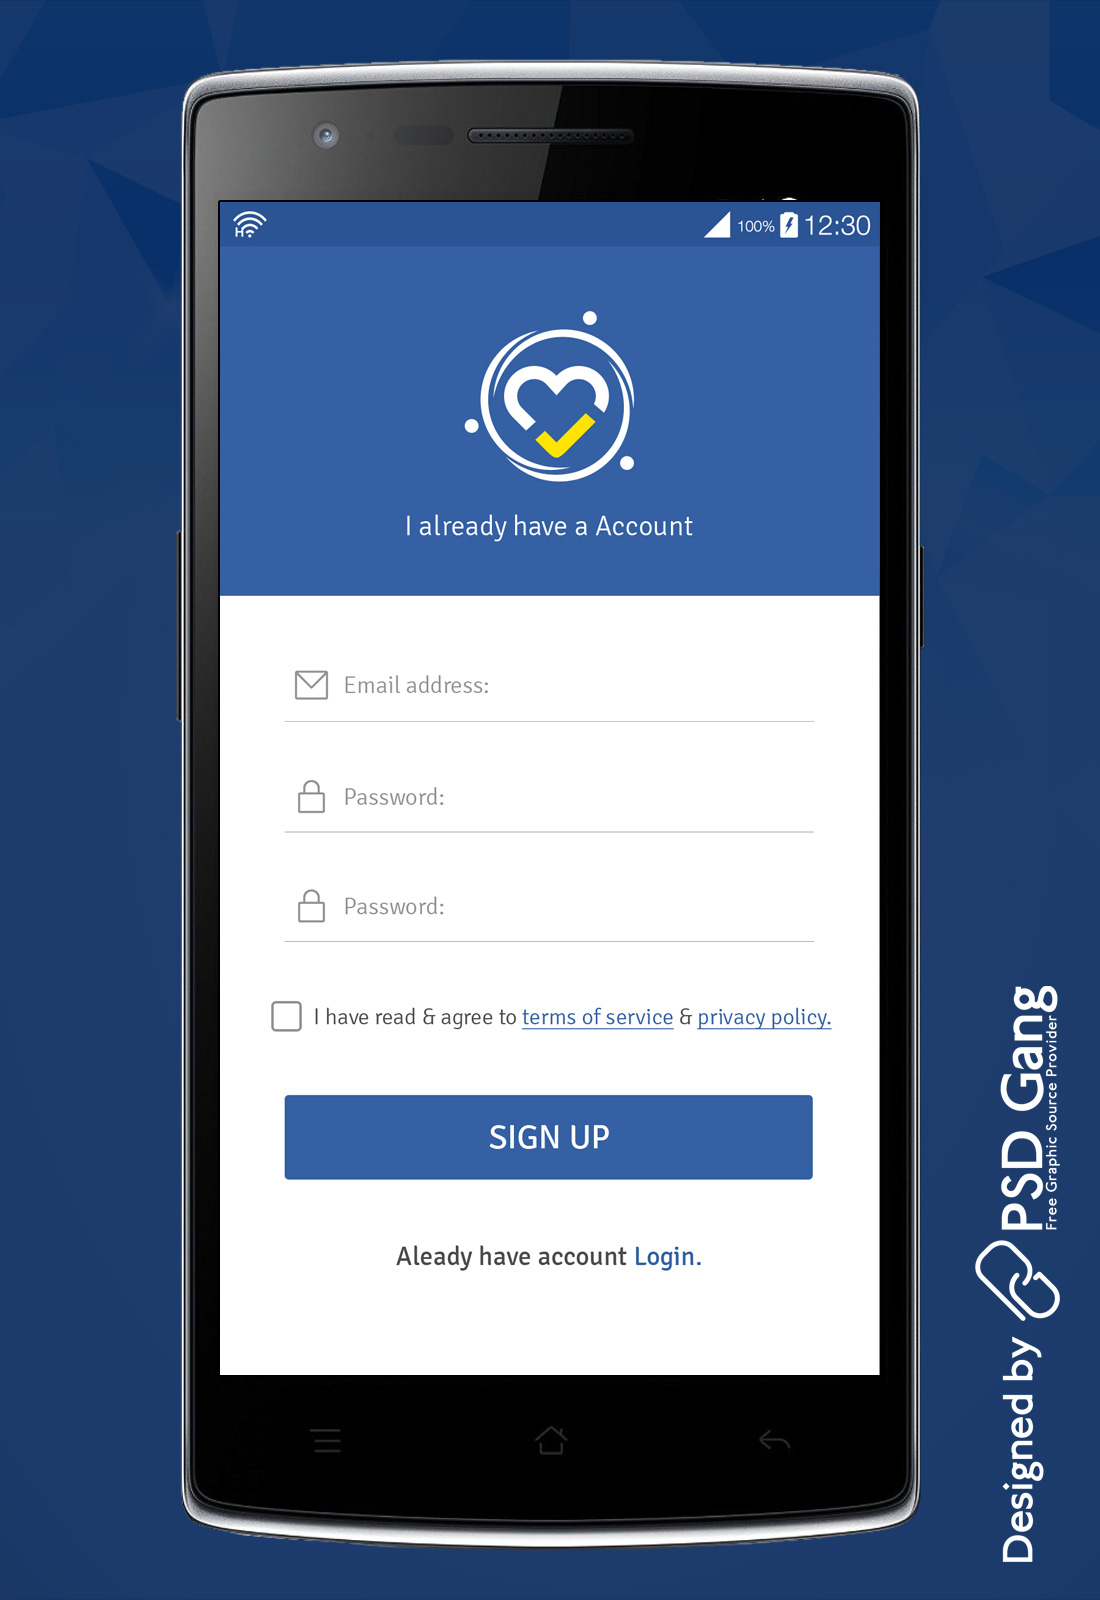 H
100% 12:30
I already have a Account
Email address:
Password:
Password:
I have read & agree to terms of service & privacy policy.
SIGN UP
Aleady have account Login.
Designed by PSD Gang
Free Graphic Source Provider